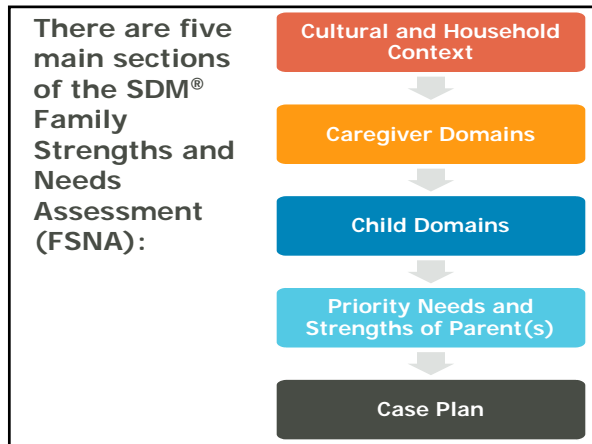 There are five
main sections
of the SDM®
Family
Strengths and
Needs
Assessment
(FSNA):
Cultural and Household
Context
Caregiver Domains
Child Domains
Priority Needs and
Strengths of Parent(s)
Case Plan